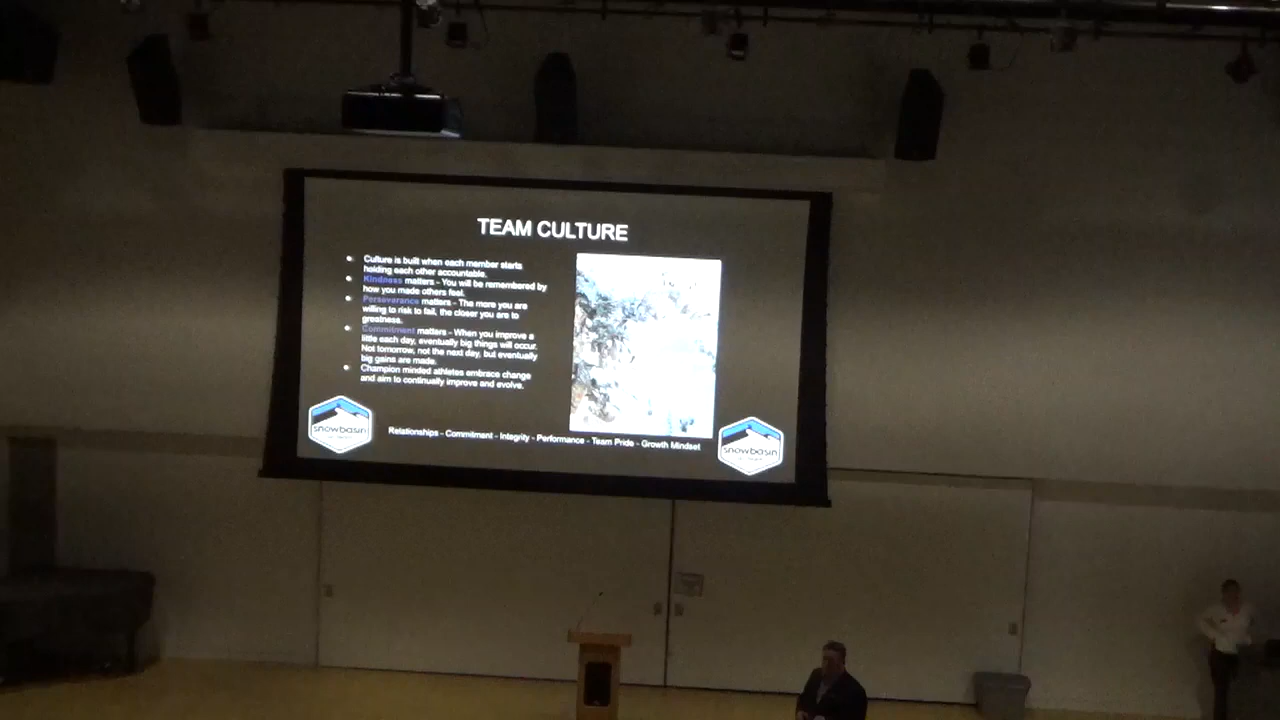 TEAM CULTURE
Culture is built when each member starts
holding each other accountable.
Kindness matters - You will be remembered by
how you made others feel.
Perseverance matters - The more you are
willing to risk to fail, the closer you are to
greatness.
Commitment matters - When you improve a
little each day, eventually big things will occur.
Not tomorrow, not the next day, but eventually
big gains are made.
Champion minded athletes embrace change
and aim to continually improve and evolve.
Relationships - Commitment - Integrity - Performance - Team Pride - Growth Mindset
snowbasin
snowbasin